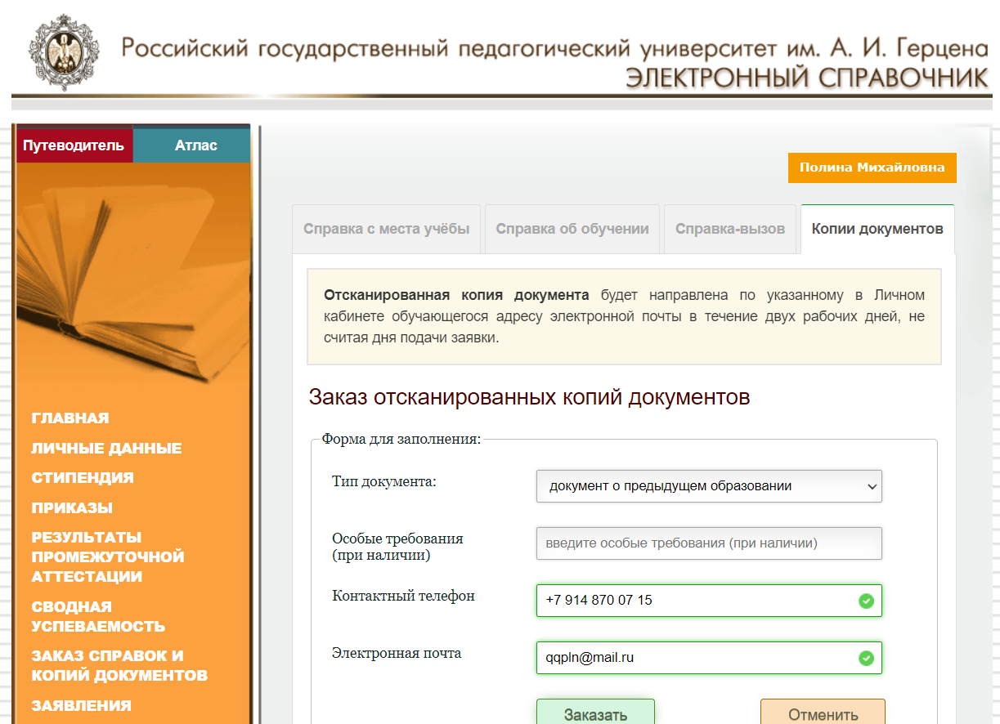 Российский государственный педагогический университет им. А. И. Герцена
ЭЛЕКТРОННЫЙ СПРАВОЧНИК
Путеводитель
Атлас
Полина Михайловна
Справка с места учёбы
Справка об обучении
Справка-вызов
Копии документов
Отсканированная копия документа будет направлена по указанному в Личном
кабинете обучающегося адресу электронной почты в течение двух рабочих дней, не
считая дня подачи заявки.
Заказ отсканированных копий документов
Форма для заполнения:
Тип документа:
документ о предыдущем образовании
Особые требования
(при наличии)
введите особые требования (при наличии)
Контактный телефон
+7 914 870 07 15
Электронная почта
qqpln@mail.ru
Заказать
Отменить
ГЛАВНАЯ
ЛИЧНЫЕ ДАННЫЕ
СТИПЕНДИЯ
ПРИКАЗЫ
РЕЗУЛЬТАТЫ
ПРОМЕЖУТОЧНОЙ
АТТЕСТАЦИИ
СВОДНАЯ
УСПЕВАЕМОСТЬ
ЗАКАЗ СПРАВОК И
КОПИЙ ДОКУМЕНТОВ
ЗАЯВЛЕНИЯ